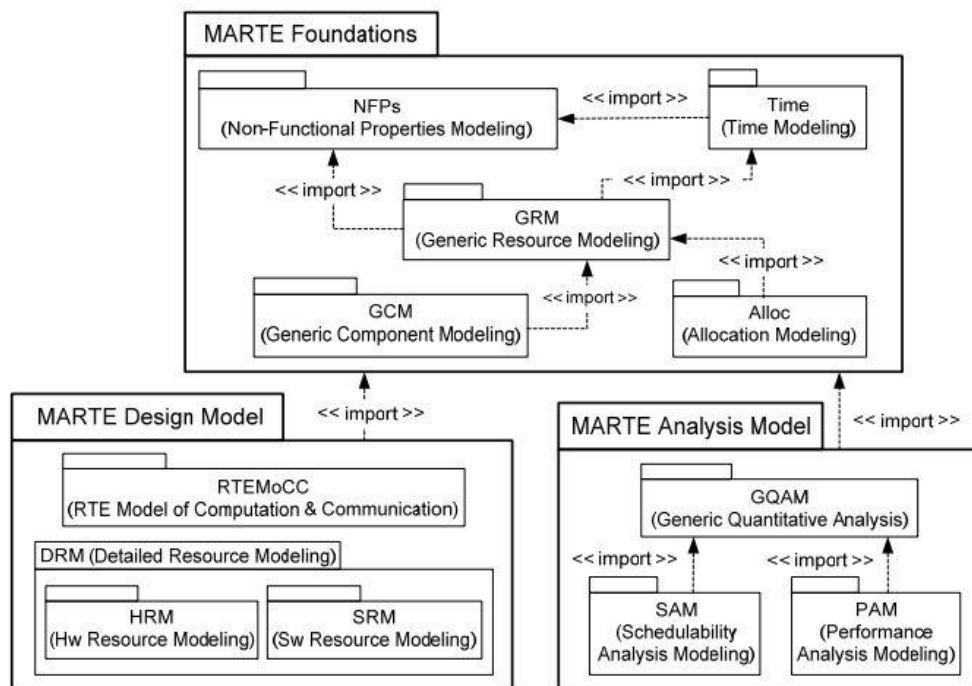 MARTE Foundations
NFPs
(Non-Functional Properties Modeling)
<< import >>
Time
(Time Modeling)
<< import >>
<< import >>
GRM
(Generic Resource Modeling)
<< import >>
<< import >>
GCM
(Generic Component Modeling)
Alloc
(Allocation Modeling)
MARTE Design Model
<< import >>
MARTE Analysis Model
<< import >>
RTEMoCC
(RTE Model of Computation & Communication)
DRM (Detailed Resource Modeling)
HRM
(Hw Resource Modeling)
SRM
(Sw Resource Modeling)
GQAM
(Generic Quantitative Analysis)
<< import >>
<< import >>
SAM
(Schedulability
Analysis Modeling)
PAM
(Performance
Analysis Modeling)